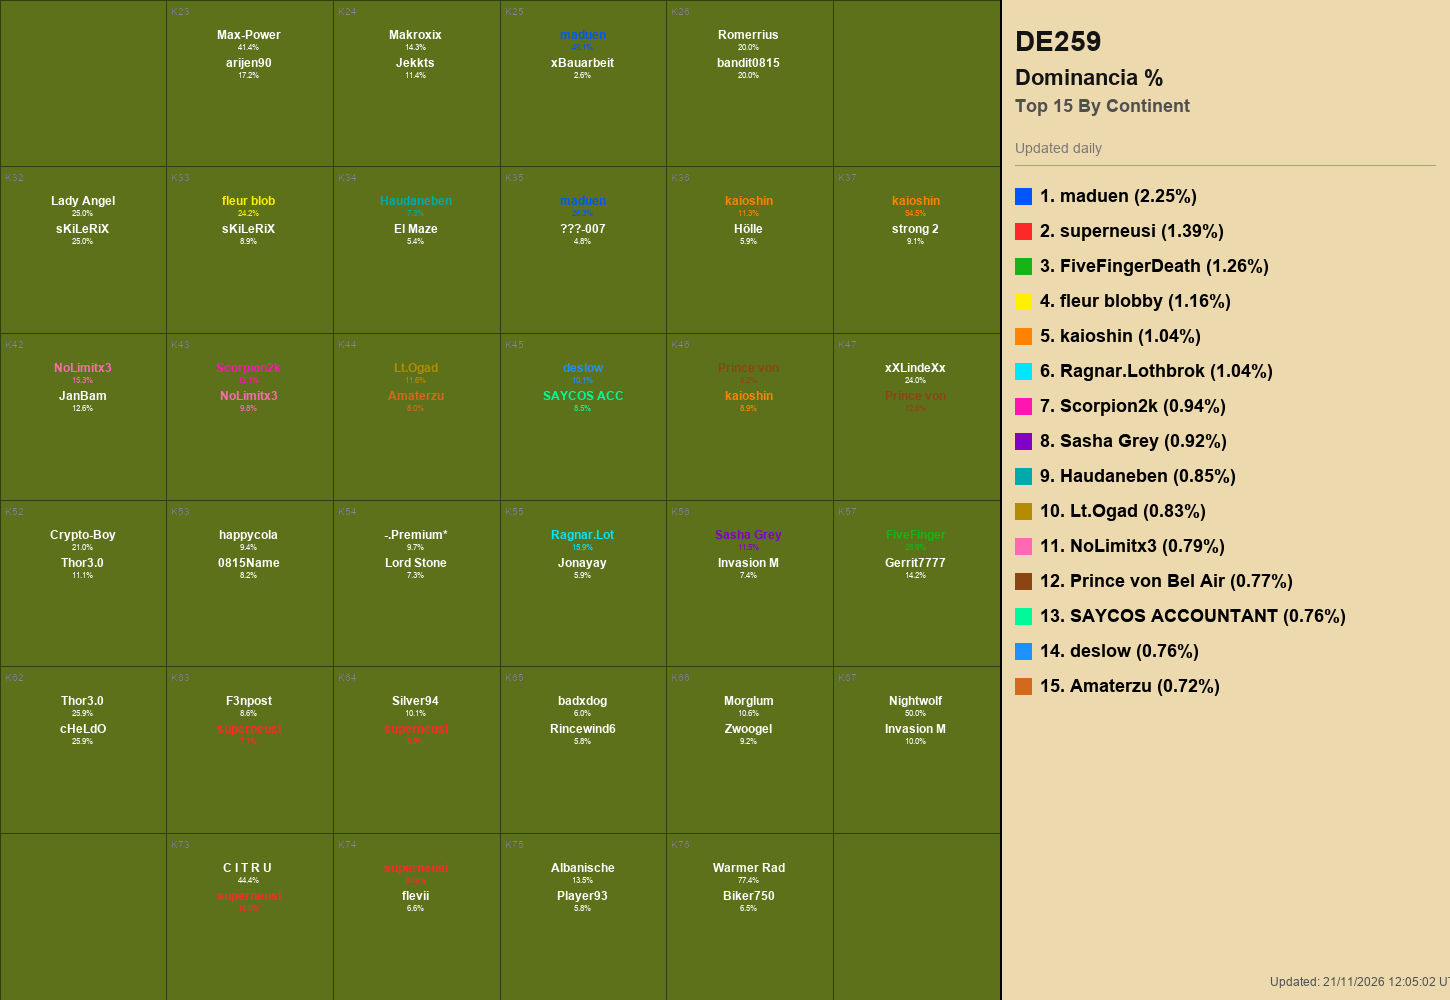 K23
Max-Power
41.4%
arijen90
17.2%
K24
Makroxix
14.3%
Jekkts
11.4%
K25
maduen
xBauarbeit
2.6%
K26
Romerrius
20.0%
bandit0815
20.0%
K32
Lady Angel
25.0%
sKiLeRiX
25.0%
K33
fleur blob
24.2%
sKiLeRiX
8.9%
K34
Haudaneben
El Maze
5.4%
K35
maduen
???-007
4.8%
K36
kaioshin
11.3%
Hölle
5.9%
K37
kaioshin
54.5%
strong 2
9.1%
K42
NoLimitx3
15.3%
JanBam
12.6%
K43
Scorpion2k
NoLimitx3
9.8%
K44
Lt.Ogad
11.6%
Amaterzu
8.0%
K45
deslow
10.1%
SAYCOS ACC
8.5%
K46
Prince von
kaioshin
8.9%
K47
xXLindeXx
24.0%
Prince von
K52
Crypto-Boy
21.0%
Thor3.0
11.1%
K53
happycola
9.4%
0815Name
8.2%
K54
-.Premium*
9.7%
Lord Stone
7.3%
K55
Ragnar.Lot
15.9%
Jonayay
5.9%
K56
Sasha Grey
11.5%
Invasion M
7.4%
K57
FiveFinger
Gerrit7777
14.2%
K62
Thor3.0
25.9%
cHeLdO
25.9%
K63
F3npost
8.6%
superneusi
K64
Silver94
10.1%
superneusi
K65
badxdog
6.0%
Rincewind6
5.8%
K66
Morglum
10.6%
Zwoogel
9.2%
K67
Nightwolf
50.0%
Invasion M
10.0%
K73
C I T R U
44.4%
superneusi
K74
superneusi
flevii
6.6%
K75
Albanische
13.5%
Player93
5.8%
K76
Warmer Rad
77.4%
Biker750
6.5%
DE259
Dominancia %
Top 15 By Continent
Updated daily
1. maduen (2.25%)
2. superneusi (1.39%)
3. FiveFingerDeath (1.26%)
4. fleur blobby (1.16%)
5. kaioshin (1.04%)
6. Ragnar.Lothbrok (1.04%)
7. Scorpion2k (0.94%)
8. Sasha Grey (0.92%)
9. Haudaneben (0.85%)
10. Lt.Ogad (0.83%)
11. NoLimitx3 (0.79%)
12. Prince von Bel Air (0.77%)
13. SAYCOS ACCOUNTANT (0.76%)
14. deslow (0.76%)
15. Amaterzu (0.72%)
Updated: 21/11/2026 12:05:02